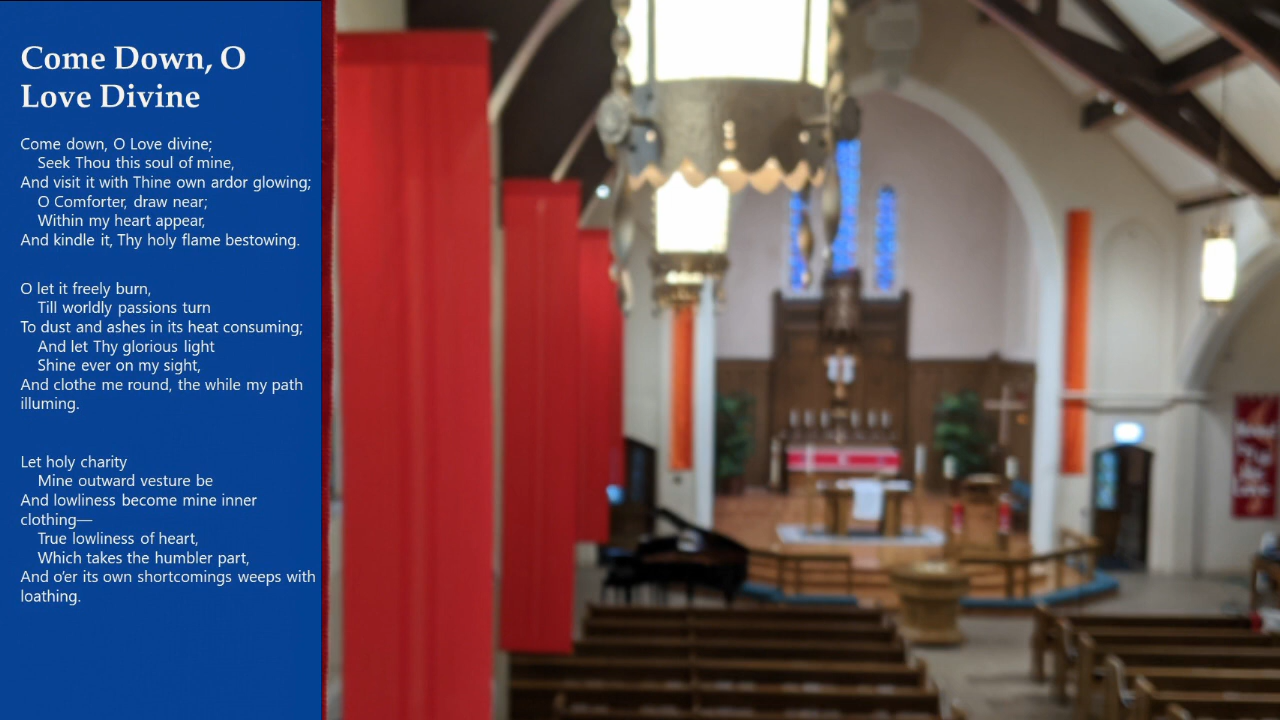 Come Down, O
Love Divine
Come down, O Love divine;
Seek Thou this soul of mine,
And visit it with Thine own ardor glowing;
O Comforter, draw near;
Within my heart appear,
And kindle it, Thy holy flame bestowing.
O let it freely burn,
Till worldly passions turn
To dust and ashes in its heat consuming;
And let Thy glorious light
Shine ever on my sight,
And clothe me round, the while my path
illuming.
Let holy charity
Mine outward vesture be
And lowliness become mine inner
clothing—
True lowliness of heart,
Which takes the humbler part,
And o'er its own shortcomings weeps with
loathing.